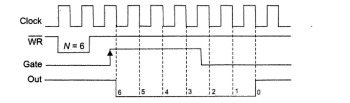 Clock
WR
N = 6
Gate
Out
6 5 4 3 2 1 0